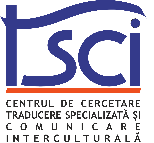 tsci
CENTRUL DE CERCETARE
TRADUCERE SPECIALIZATĂ ȘI
COMUNICARE
INTERCULTURALĂ